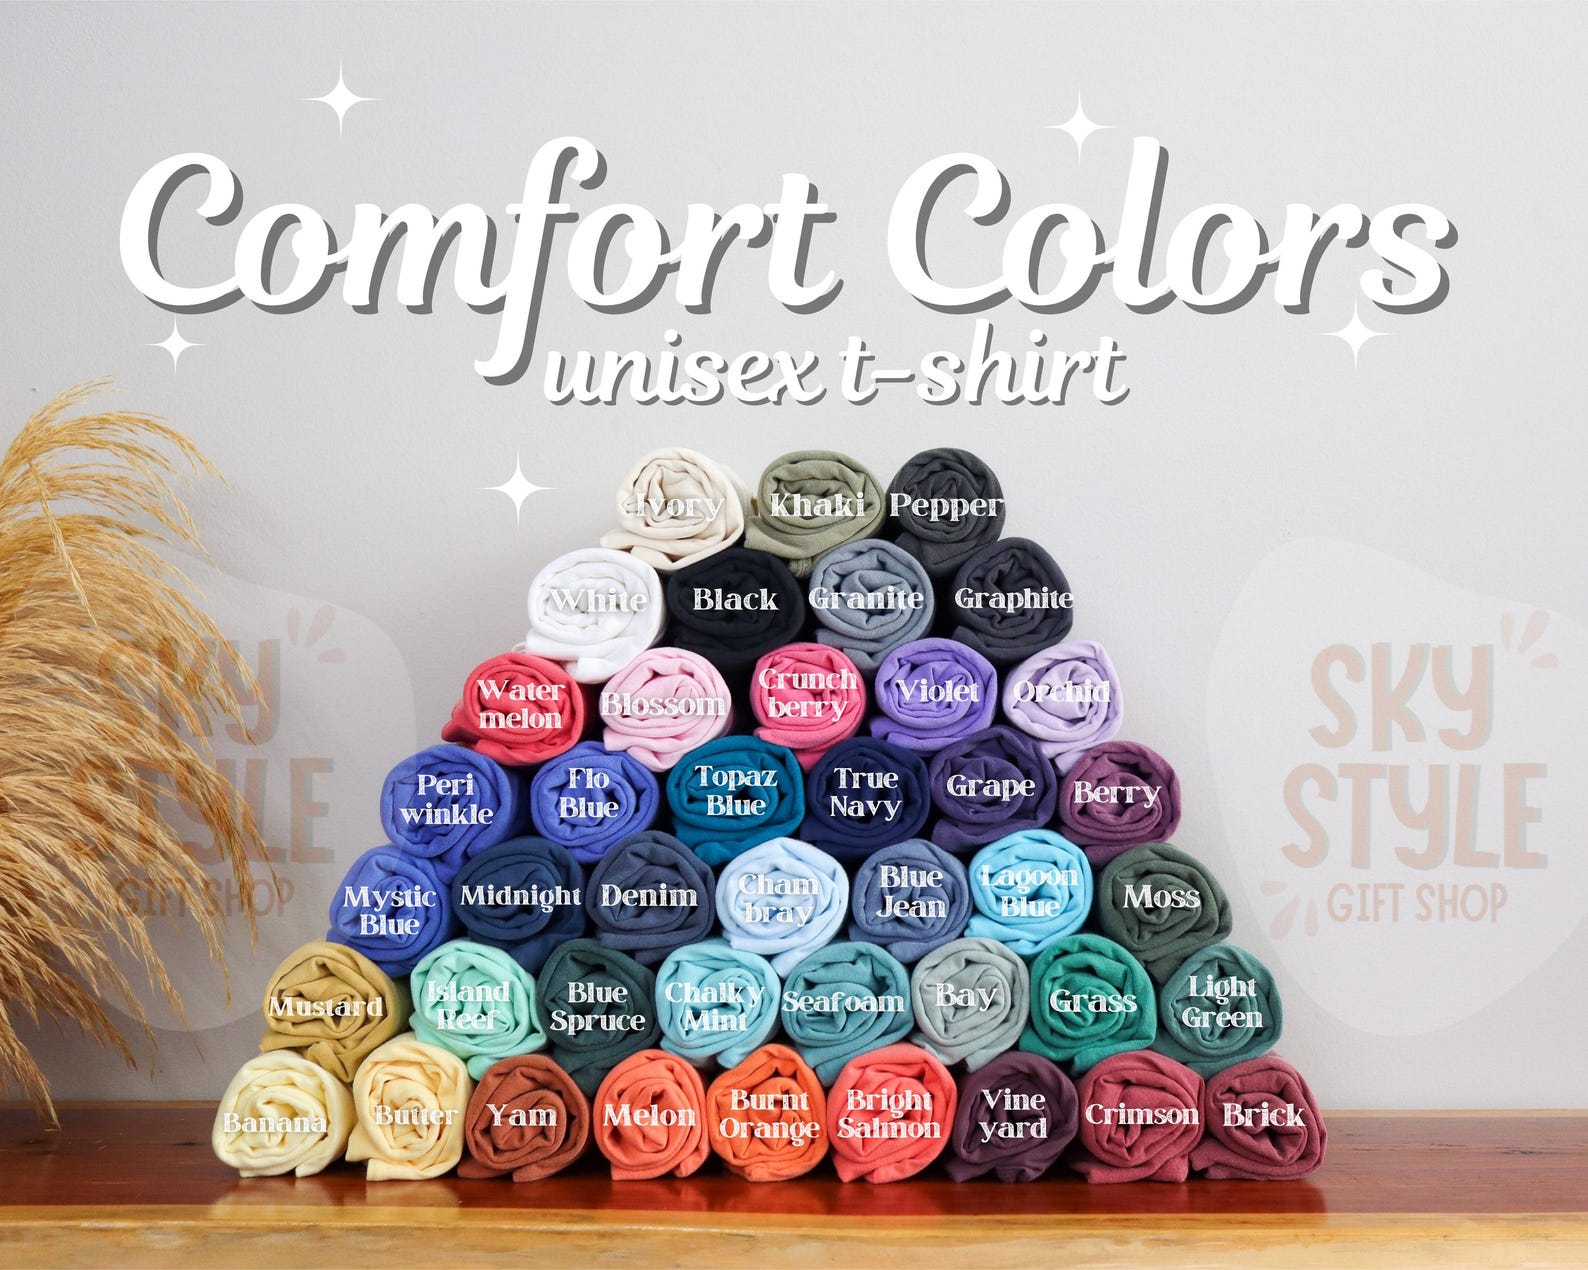 Comfort Colors
unisex t-shirt
Ivory
Khaki
Pepper
White
Black
Granite
Graphite
Water
melon
Blossom
Crunch
berry
Violet
Orchid
Peri
winkle
Flo
Blue
Topaz
Blue
True
Navy
Grape
Berry
Mystic
Blue
Midnight
Denim
Cham
bray
Blue
Jean
Lagoon
Blue
Moss
Mustard
Island
Reef
Blue
Spruce
Chalky
Mint
Seafoam
Bay
Grass
Light
Green
Banana
Butter
Yam
Melon
Burnt
Orange
Bright
Salmon
Vine
yard
Crimson
Brick
SKY
STYLE
GIFT SHOP
SKY
STYLE
GIFT SHOP